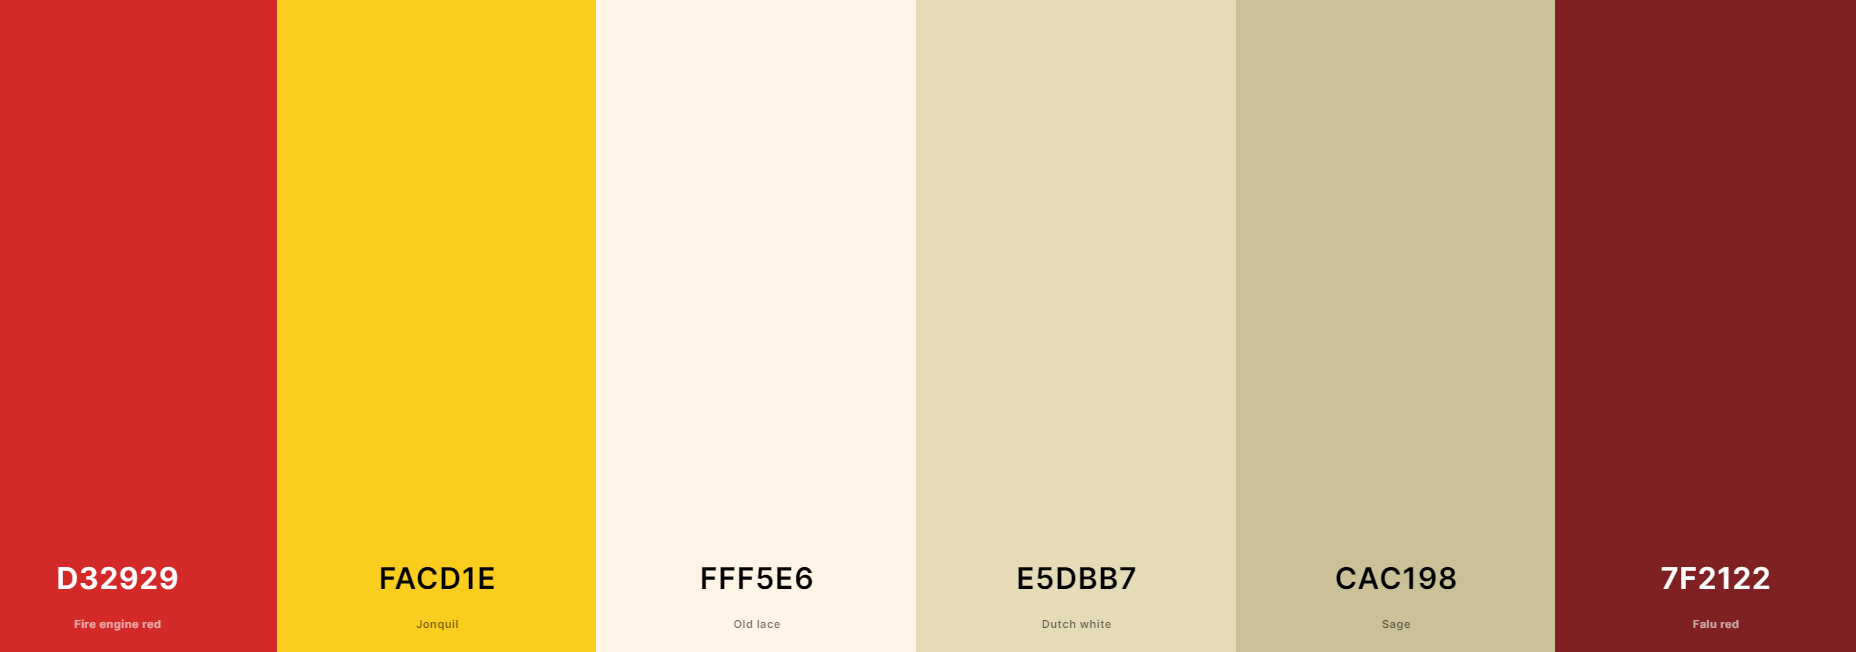 D32929
Fire engine red
FACD1E
Jonquil
FFF5E6
Old lace
E5DBB7
Dutch white
CAC198
Sage
7F2122
Falu red